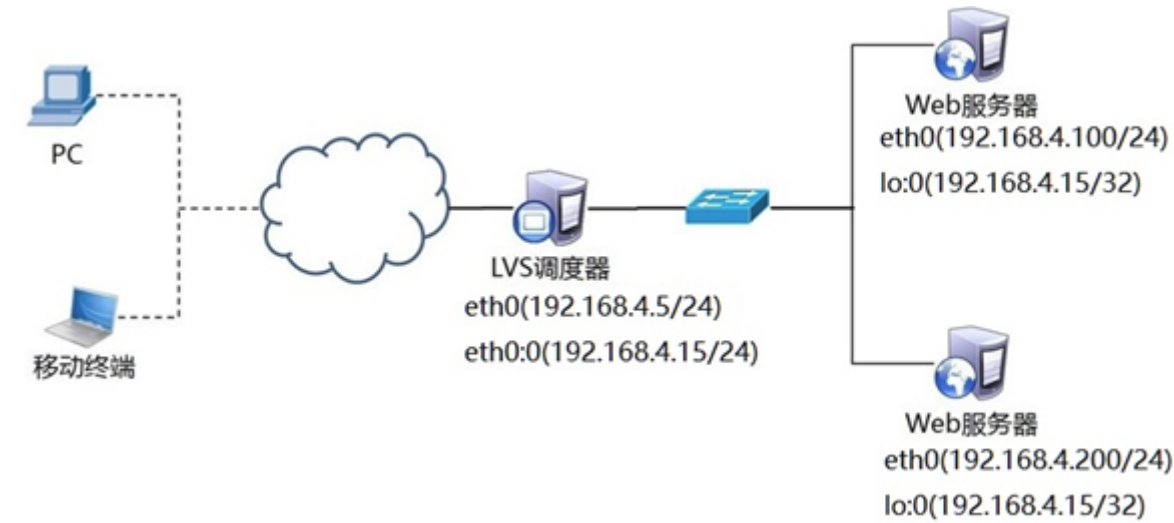 PC
移动终端
LVS调度器
eth0(192.168.4.5/24)
eth0:0(192.168.4.15/24)
Web服务器
eth0(192.168.4.100/24)
lo:0(192.168.4.15/32)
Web服务器
eth0(192.168.4.200/24)
lo:0(192.168.4.15/32)